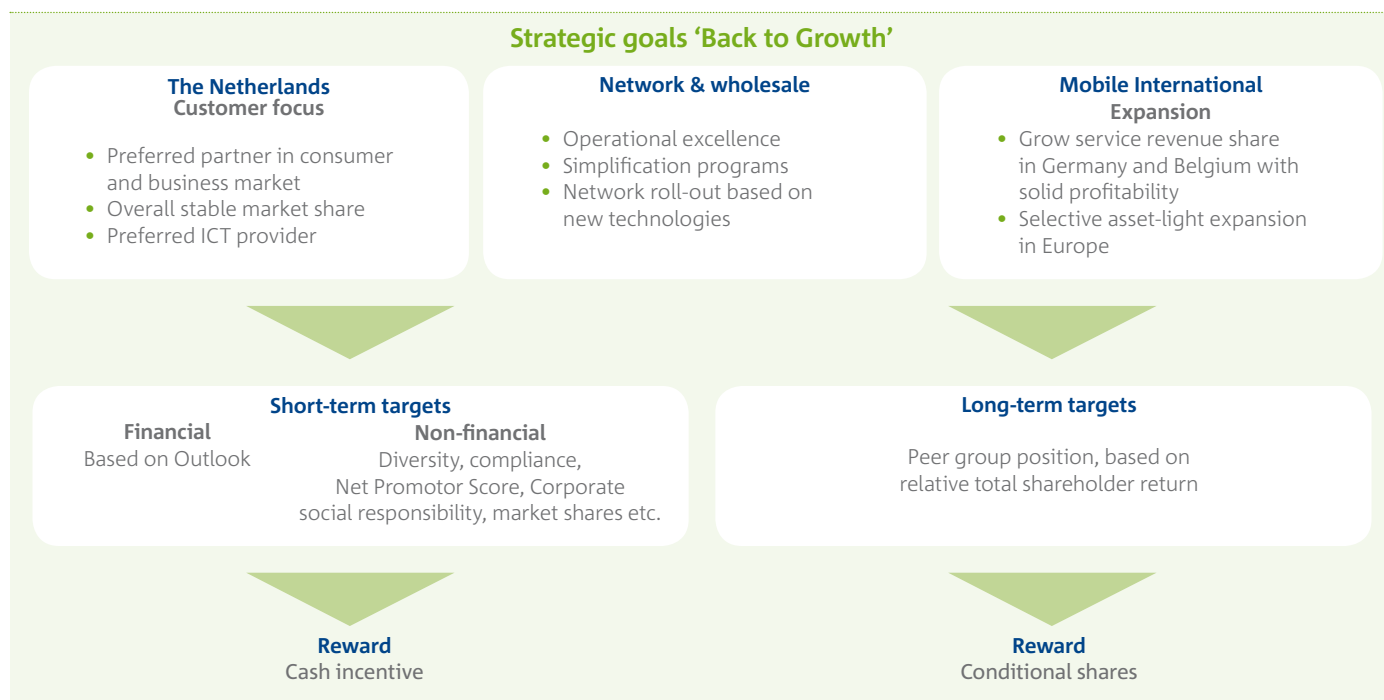 Strategic goals ‘Back to Growth’
The Netherlands
Customer focus
• Preferred partner in consumer
and business market
• Overall stable market share
• Preferred ICT provider
Network & wholesale
• Operational excellence
• Simplification programs
• Network roll-out based on
new technologies
Mobile International
Expansion
• Grow service revenue share
in Germany and Belgium with
solid profitability
• Selective asset-light expansion
in Europe
Short-term targets
Financial
Based on Outlook
Non-financial
Diversity, compliance,
Net Promotor Score, Corporate
social responsibility, market shares etc.
Long-term targets
Peer group position, based on
relative total shareholder return
Reward
Cash incentive
Reward
Conditional shares